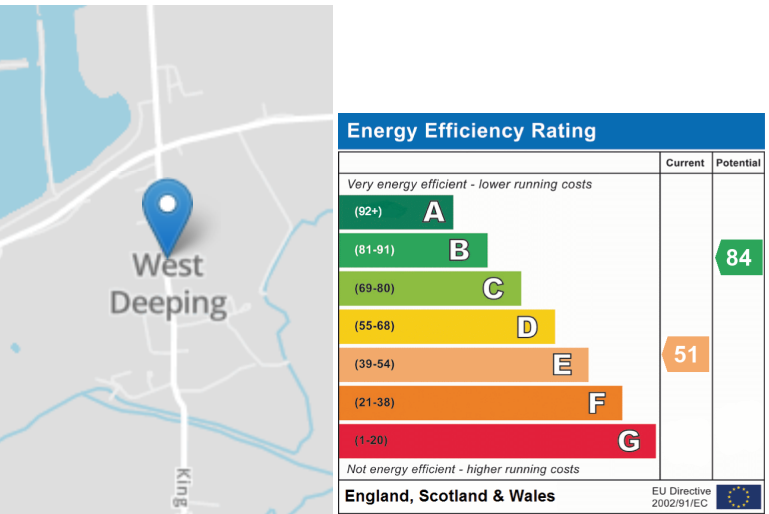 West
Deeping
King
Energy Efficiency Rating
Current Potential
Very energy efficient - lower running costs
(92+) A
(81-91) B
84
(69-80) C
(55-68) D
(39-54) E
51
(21-38) F
(1-20) G
Not energy efficient - higher running costs
England, Scotland & Wales
EU Directive
2002/91/EC